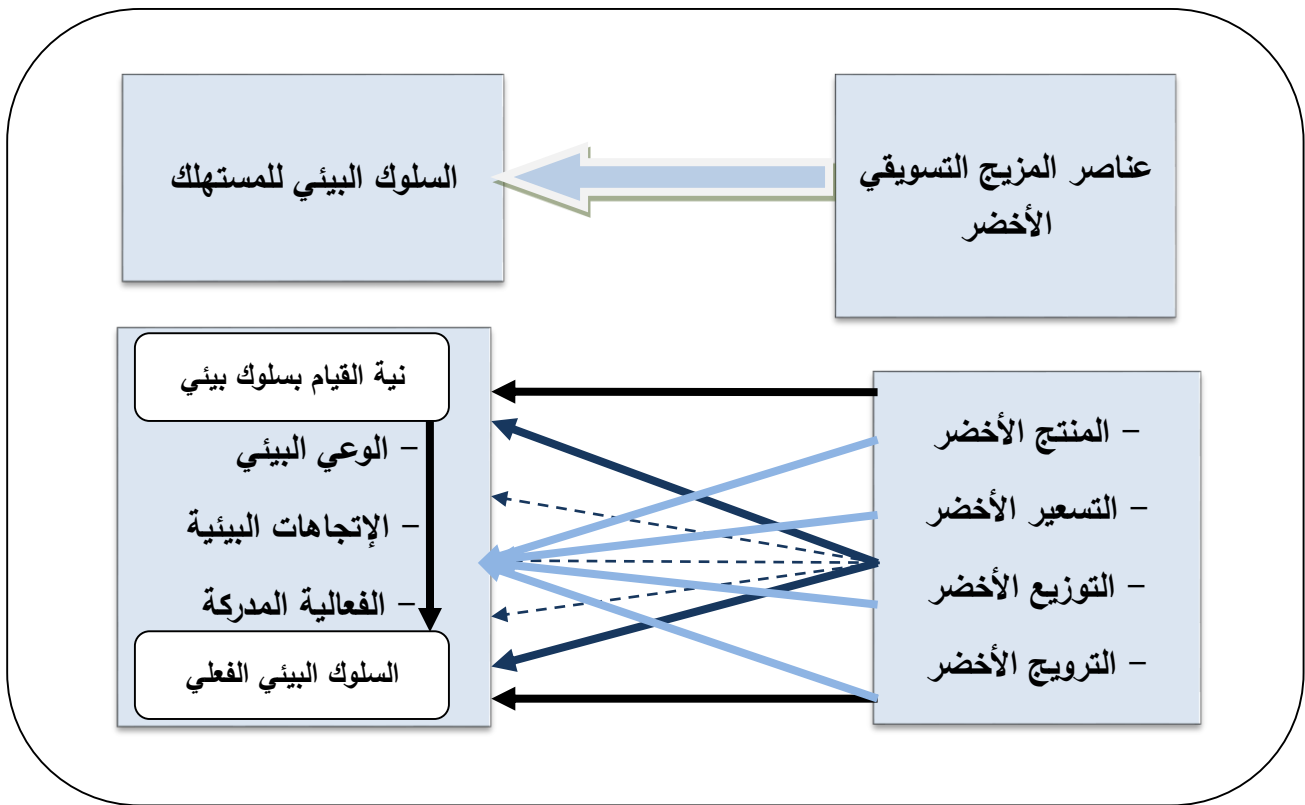 عناصر المزيج التسويقي
الأخضر
السلوك البيئي للمستهلك
- المنتج الأخضر
- التسعير الأخضر
- التوزيع الأخضر
- الترويج الأخضر
نية القيام بسلوك بيئي
- الوعي البيئي
- الإتجاهات البيئية
- الفعالية المدركة
السلوك البيئي الفعلي